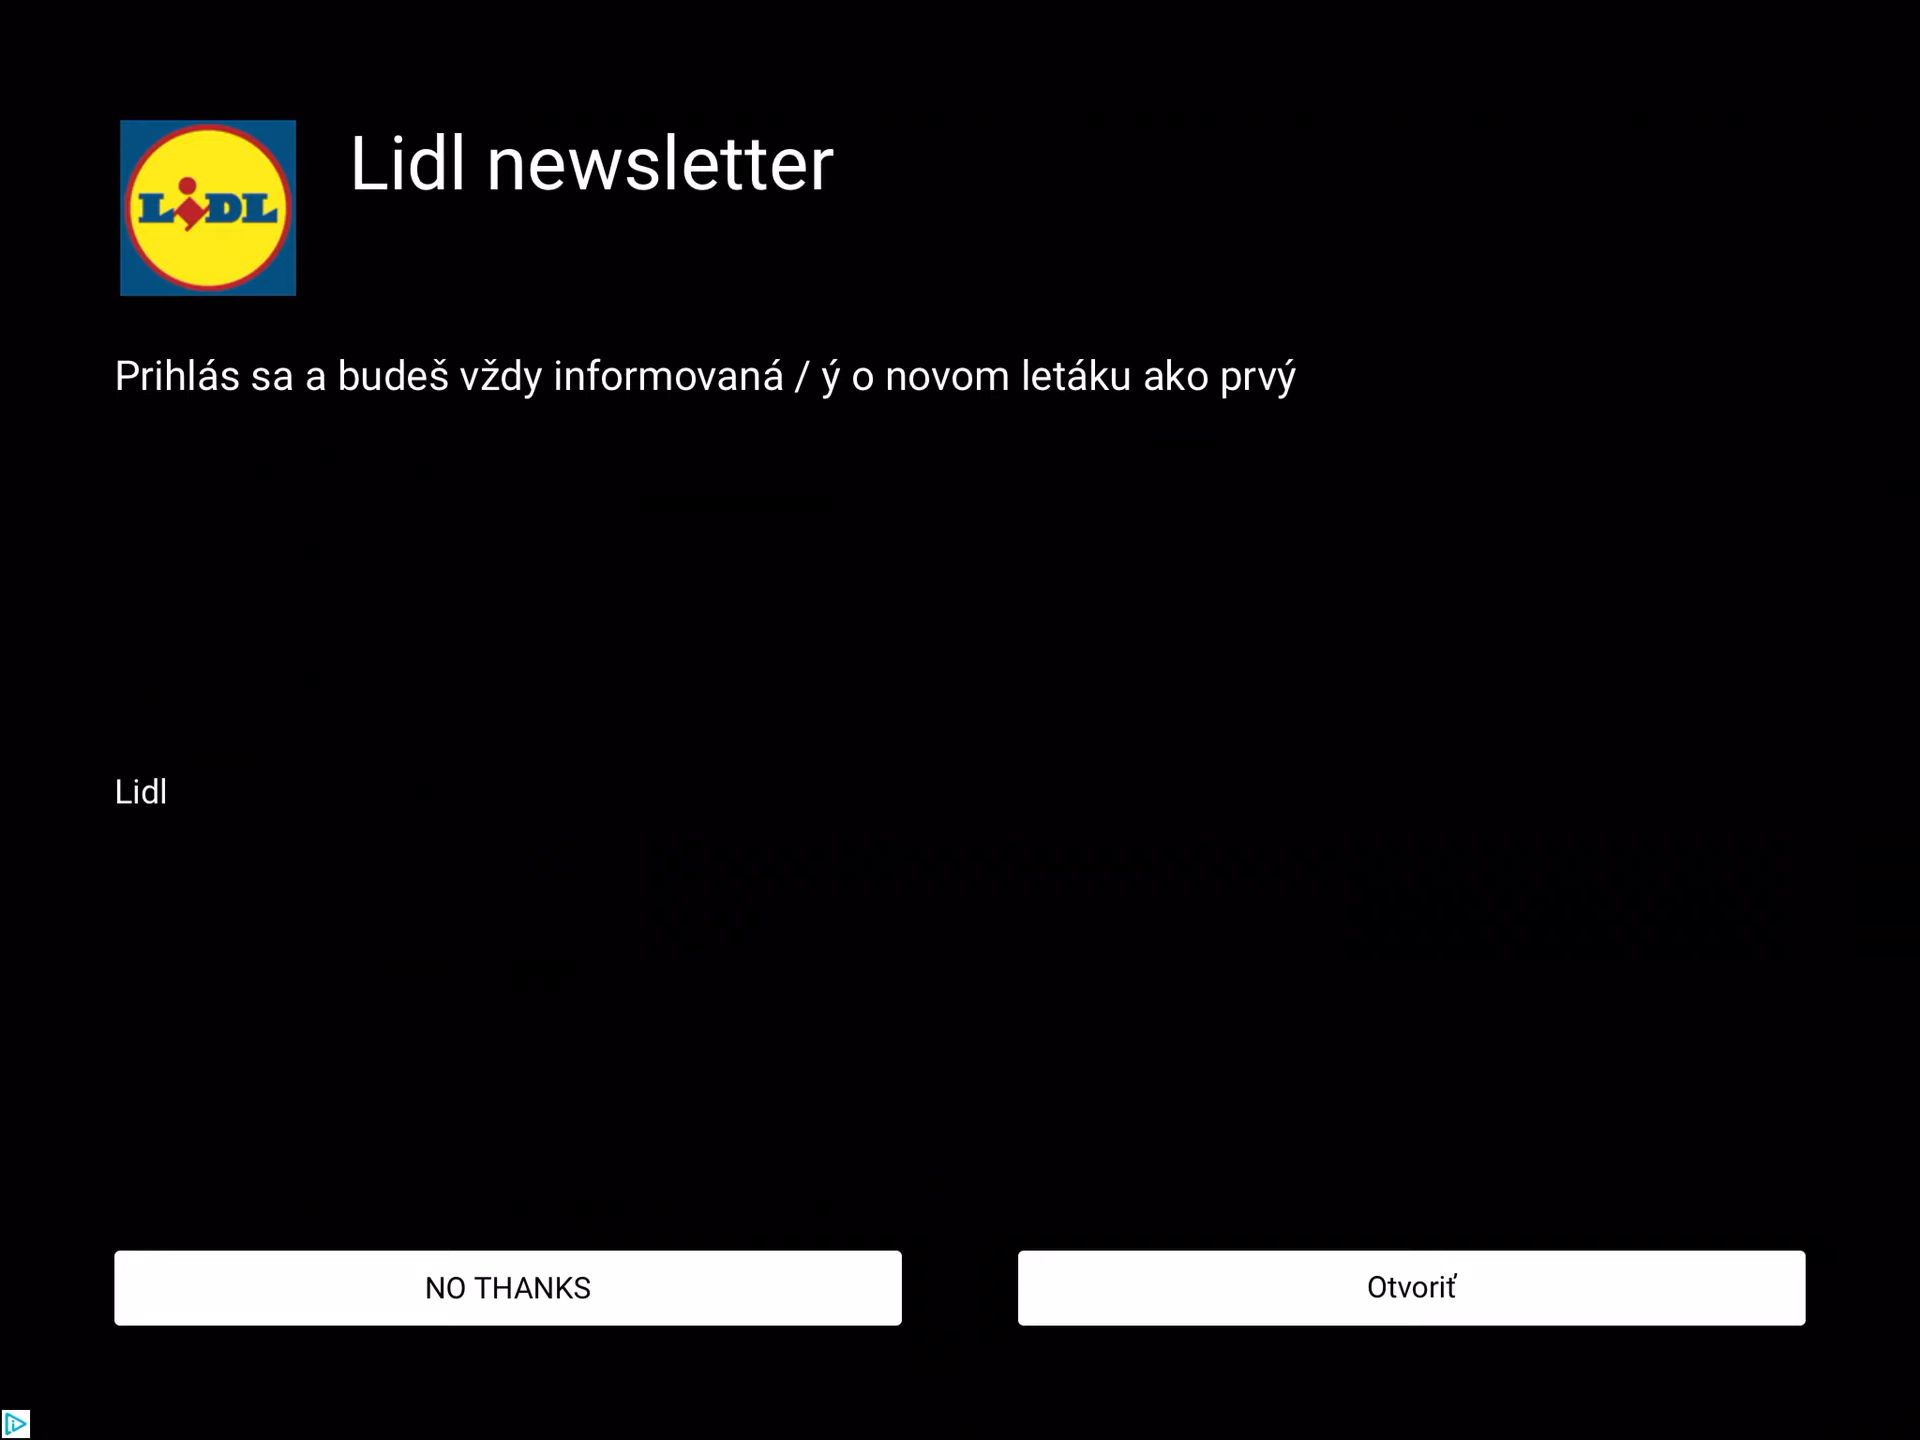 LIDL
Lidl newsletter
Prihlás sa a budeš vždy informovaná / ý o novom letáku ako prvý
Lidl
NO THANKS
Otvoriť